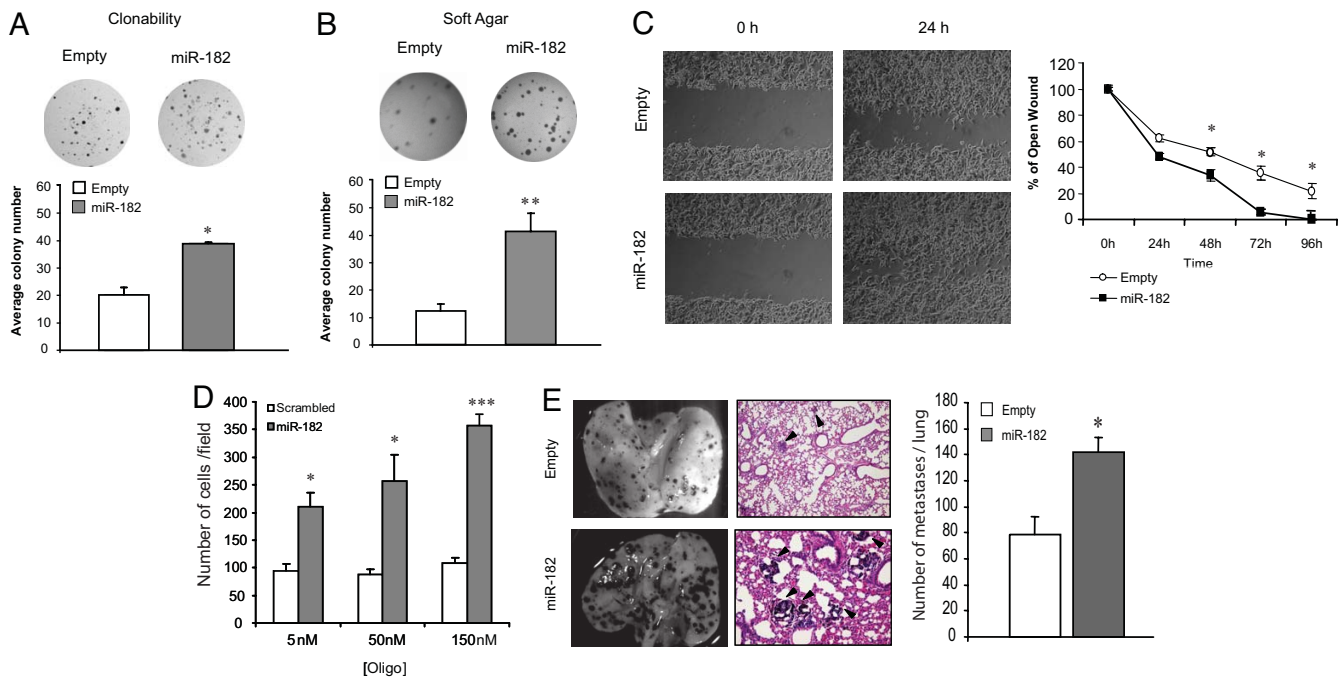 A
Clonability
Empty
miR-182
Average colony number
60
50
40
30
20
10
0
Empty
miR-182
*
B
Soft Agar
Empty
miR-182
Average colony number
60
50
40
30
20
10
0
Empty
miR-182
**
C
0 h
24 h
Empty
miR-182
% of Open Wound
120
100
80
60
40
20
0
*
*
*
0h
24h
48h
72h
96h
Time
Empty
miR-182
D
Number of cells /field
400
350
300
250
200
150
100
50
0
Scrambled
miR-182
*
*
***
5nM
50nM
150nM
[Oligo]
E
Empty
miR-182
Number of metastases / lung
180
160
140
120
100
80
60
40
20
0
Empty
miR-182
*